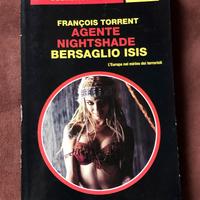 FRANÇOIS TORRENT
AGENTE
NIGHTSHADE
BERSAGLIO ISIS
L'Europa nel mirino dei terroristi